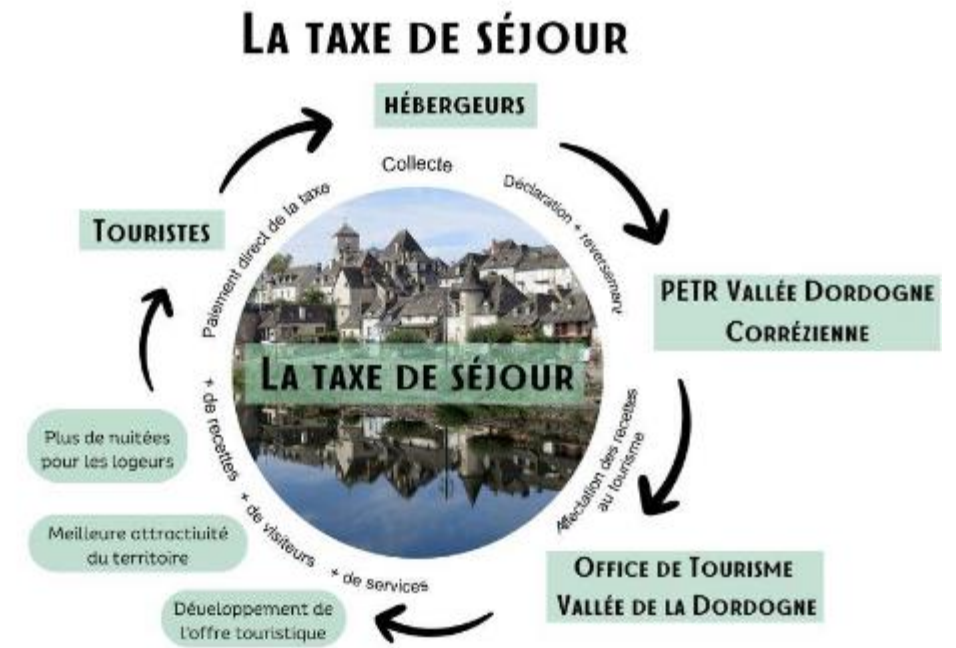 LA TAXE DE SÉJOUR
HÉBERGEURS
Collecte
Déclaration + reversement
Paiement direct de la taxe
TOURISTES
PETR VALLÉE DORDOGNE
CORRÉZIENNE
LA TAXE DE SÉJOUR
Affectation des recettes
au tourisme
+ de recettes + de visiteurs + de services
Plus de nuitées
pour les logeurs
Meilleure attractivité
du territoire
Développement de
l'offre touristique
OFFICE DE TOURISME
VALLÉE DE LA DORDOGNE